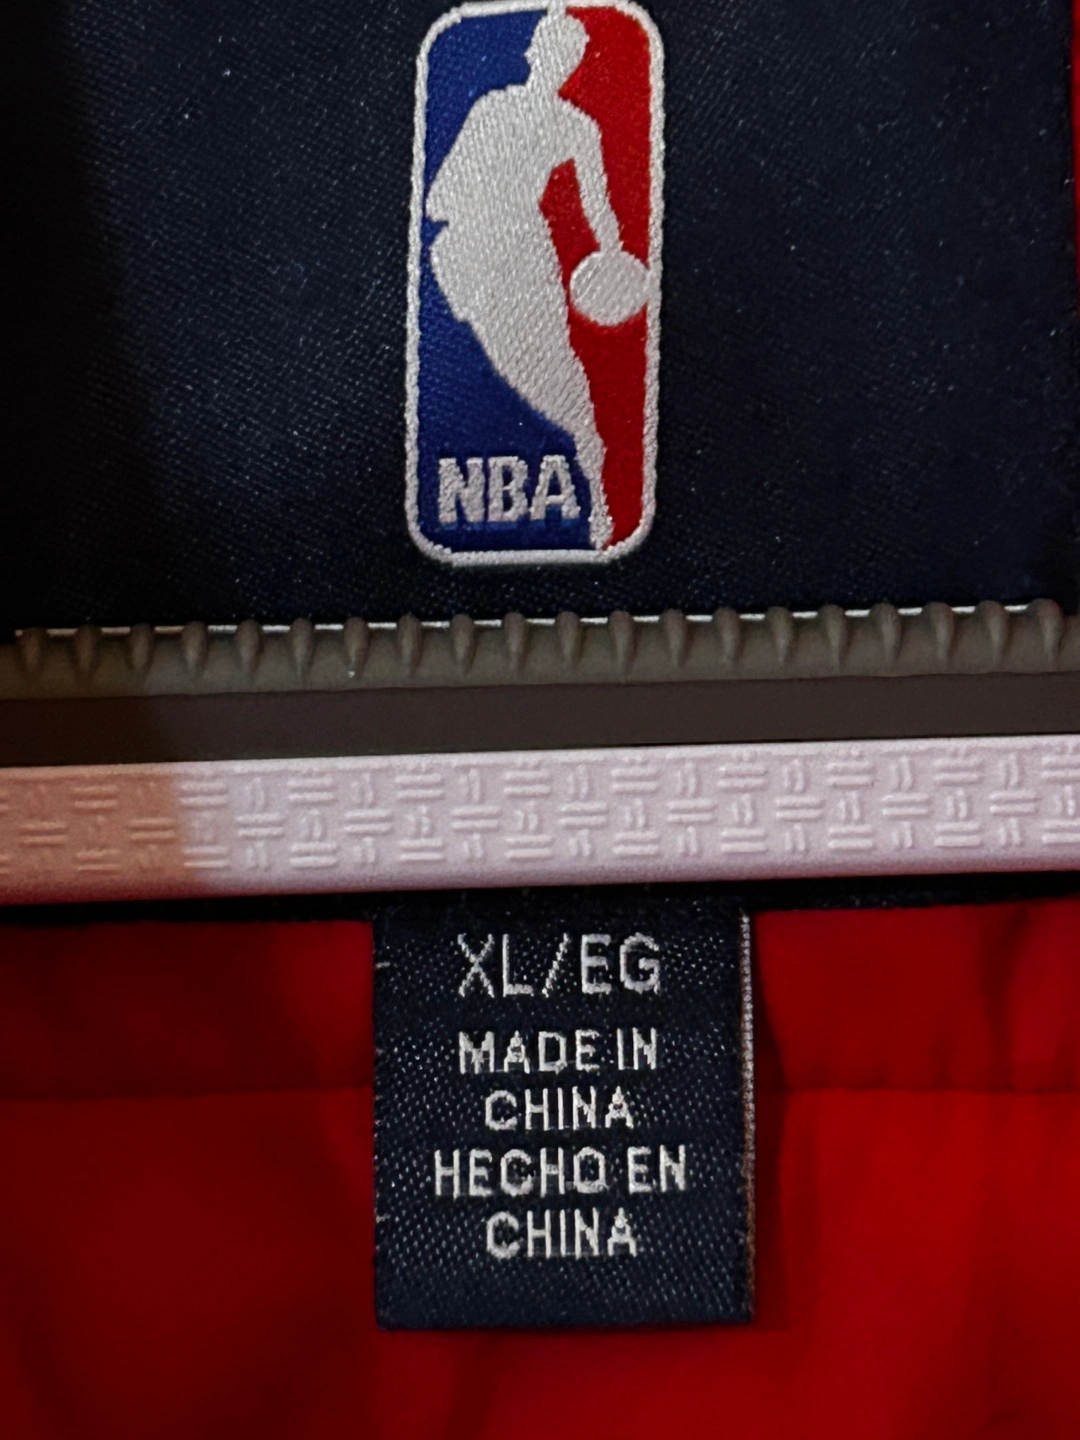 NBA
XL/EG
MADE IN
CHINA
HECHO EN
CHINA